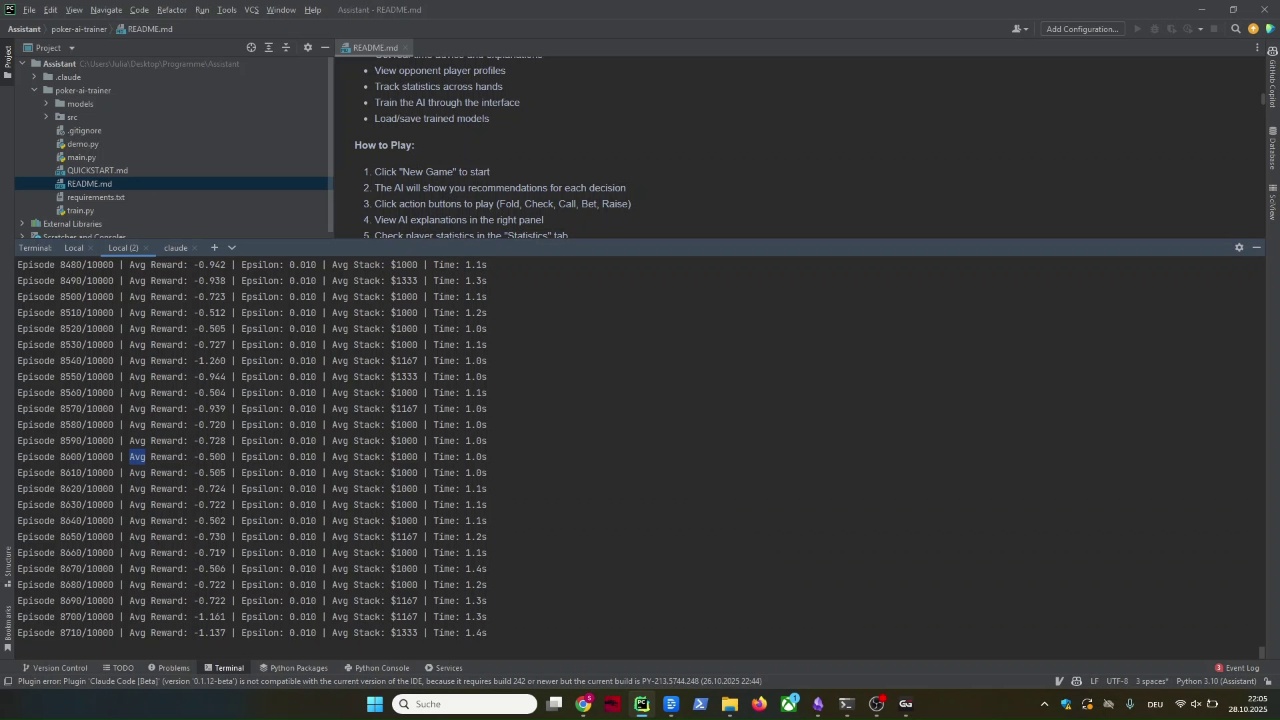 File Edit View Navigate Code Refactor Run Tools VCS Window Help Assistant - README.md
Assistant poker-ai-trainer README.md Add Configuration...
Project README.md
Assistant C:\Users\Julia\Desktop\Programme\Assistant
.claude
poker-ai-trainer
models
src
.gitignore
demo.py
main.py
QUICKSTART.md
README.md
requirements.txt
train.py
External Libraries
Scratches and Consoles
View opponent player profiles
Track statistics across hands
Train the AI through the interface
Load/save trained models
How to Play:
1. Click "New Game" to start
2. The AI will show you recommendations for each decision
3. Click action buttons to play (Fold, Check, Call, Bet, Raise)
4. View AI explanations in the right panel
5. Check player statistics in the "Statistics" tab
Project
Structure
Bookmarks
GitHub Copilot
Database
SciView
Terminal: Local Local (2) claude
Episode 8480/10000 | Avg Reward: -0.942 | Epsilon: 0.010 | Avg Stack: $1000 | Time: 1.1s
Episode 8490/10000 | Avg Reward: -0.938 | Epsilon: 0.010 | Avg Stack: $1333 | Time: 1.3s
Episode 8500/10000 | Avg Reward: -0.723 | Epsilon: 0.010 | Avg Stack: $1000 | Time: 1.1s
Episode 8510/10000 | Avg Reward: -0.512 | Epsilon: 0.010 | Avg Stack: $1000 | Time: 1.2s
Episode 8520/10000 | Avg Reward: -0.505 | Epsilon: 0.010 | Avg Stack: $1000 | Time: 1.0s
Episode 8530/10000 | Avg Reward: -0.727 | Epsilon: 0.010 | Avg Stack: $1000 | Time: 1.1s
Episode 8540/10000 | Avg Reward: -1.260 | Epsilon: 0.010 | Avg Stack: $1167 | Time: 1.0s
Episode 8550/10000 | Avg Reward: -0.944 | Epsilon: 0.010 | Avg Stack: $1333 | Time: 1.0s
Episode 8560/10000 | Avg Reward: -0.504 | Epsilon: 0.010 | Avg Stack: $1000 | Time: 1.1s
Episode 8570/10000 | Avg Reward: -0.939 | Epsilon: 0.010 | Avg Stack: $1167 | Time: 1.0s
Episode 8580/10000 | Avg Reward: -0.720 | Epsilon: 0.010 | Avg Stack: $1000 | Time: 1.0s
Episode 8590/10000 | Avg Reward: -0.728 | Epsilon: 0.010 | Avg Stack: $1000 | Time: 1.0s
Episode 8600/10000 | Avg Reward: -0.500 | Epsilon: 0.010 | Avg Stack: $1000 | Time: 1.0s
Episode 8610/10000 | Avg Reward: -0.505 | Epsilon: 0.010 | Avg Stack: $1000 | Time: 1.0s
Episode 8620/10000 | Avg Reward: -0.724 | Epsilon: 0.010 | Avg Stack: $1000 | Time: 1.1s
Episode 8630/10000 | Avg Reward: -0.722 | Epsilon: 0.010 | Avg Stack: $1000 | Time: 1.1s
Episode 8640/10000 | Avg Reward: -0.502 | Epsilon: 0.010 | Avg Stack: $1000 | Time: 1.1s
Episode 8650/10000 | Avg Reward: -0.730 | Epsilon: 0.010 | Avg Stack: $1167 | Time: 1.2s
Episode 8660/10000 | Avg Reward: -0.719 | Epsilon: 0.010 | Avg Stack: $1000 | Time: 1.1s
Episode 8670/10000 | Avg Reward: -0.506 | Epsilon: 0.010 | Avg Stack: $1000 | Time: 1.4s
Episode 8680/10000 | Avg Reward: -0.722 | Epsilon: 0.010 | Avg Stack: $1000 | Time: 1.2s
Episode 8690/10000 | Avg Reward: -0.722 | Epsilon: 0.010 | Avg Stack: $1167 | Time: 1.3s
Episode 8700/10000 | Avg Reward: -1.161 | Epsilon: 0.010 | Avg Stack: $1167 | Time: 1.3s
Episode 8710/10000 | Avg Reward: -1.137 | Epsilon: 0.010 | Avg Stack: $1333 | Time: 1.4s
Version Control TODO Problems Terminal Python Packages Python Console Services 3 Event Log
Plugin error: Plugin "Claude Code [Beta]" (version '0.1.12-beta') is not compatible with the current version of the IDE, because it requires build 242 or newer but the current build is PY-213.5744.248 (26.10.2025 22:44) LF UTF-8 3 spaces* Python 3.10 (Assistant)
Suche DEU 22:05
28.10.2025